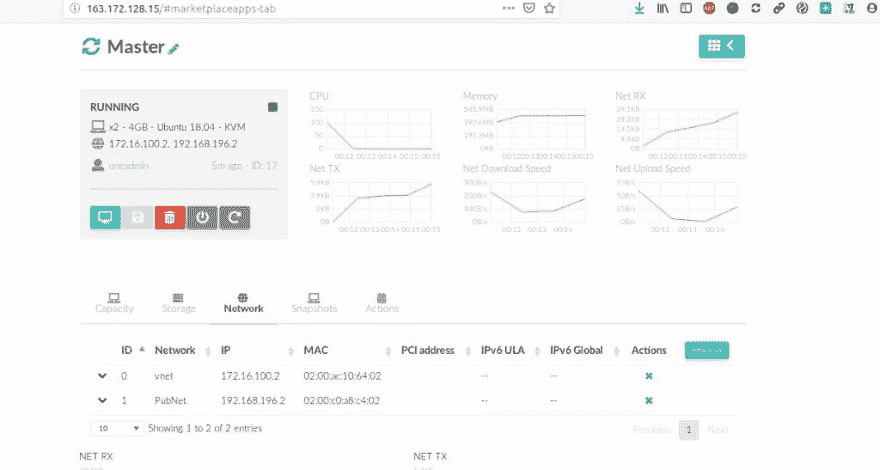 163.172.128.15/#marketplaceapps-tab
Master
RUNNING
x2 - 4GB - Ubuntu 18.04 - KVM
172.16.100.2, 192.168.196.2
oneadmin 5m ago - ID: 17
CPU
150
100
50
0
00:12 00:13 00:14 00:15 00:15
Memory
585.9MB
390.6MB
195.3MB
0KB
00:12 00:13 00:14 00:15 00:15
Net RX
39.1KB
29.3KB
19.5KB
9.8KB
0B
00:12 00:13 00:14 00:15 00:15
Net TX
5.9KB
3.9KB
2KB
0B
00:12 00:13 00:14 00:15 00:15
Net Download Speed
300B/s
200B/s
100B/s
0B/s
00:12 00:13 00:14
Net Upload Speed
75B/s
50B/s
25B/s
0B/s
00:12 00:13 00:14
Capacity Storage Network Snapshots Actions
ID Network IP MAC PCI address IPv6 ULA IPv6 Global Actions
0 vnet 172.16.100.2 02:00:ac:10:64:02 -- --
1 PubNet 192.168.196.2 02:00:c0:a8:c4:02 -- --
10 Showing 1 to 2 of 2 entries Previous 1 Next
NET RX NET TX